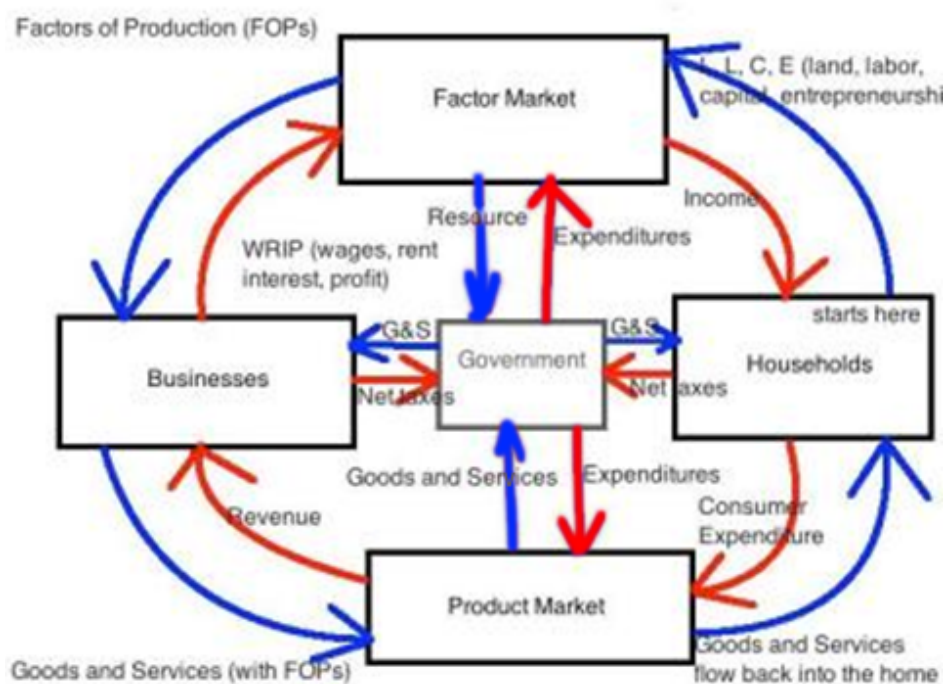 Factors of Production (FOPs)
Factor Market
L, L, C, E (land, labor,
capital, entrepreneurshi
Income
Resource
Expenditures
WRIP (wages, rent
interest, profit)
starts here
G&S
G&S
Government
Businesses
Households
Net taxes
Net taxes
Goods and Services
Expenditures
Revenue
Consumer
Expenditure
Product Market
Goods and Services (with FOPs)
Goods and Services
flow back into the home